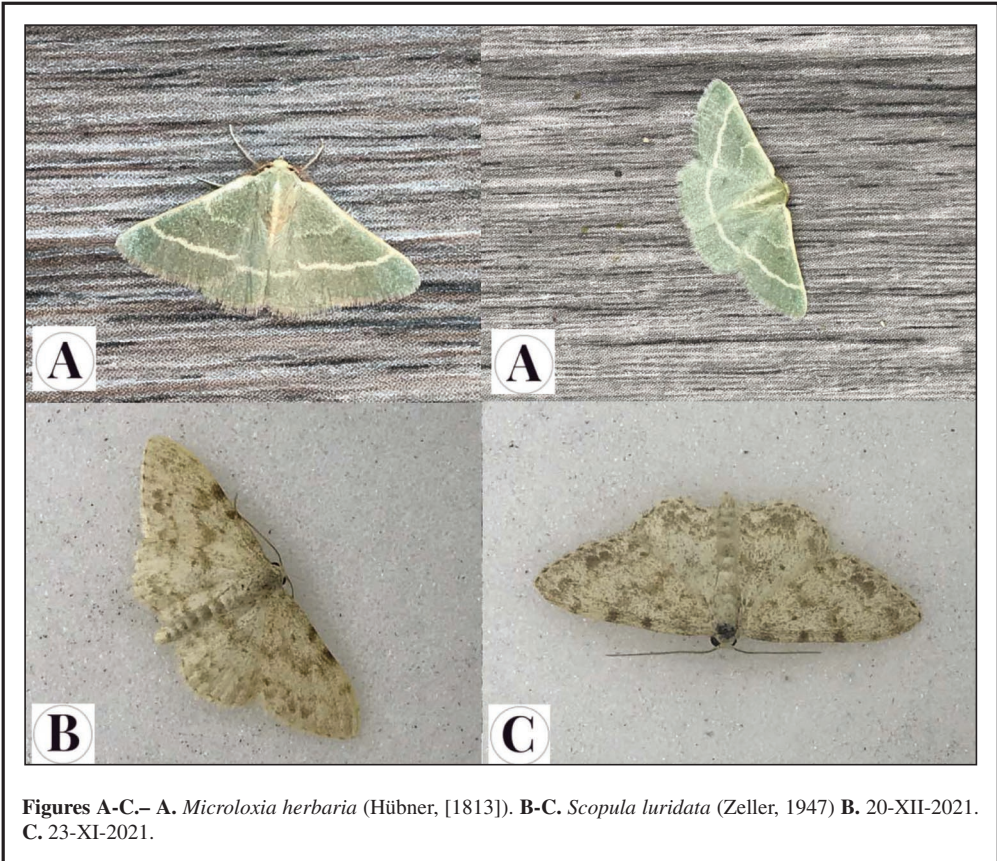 A
A
B
C
Figures A-C.– A. Microloxia herbaria (Hübner, [1813]). B-C. Scopula luridata (Zeller, 1947) B. 20-XII-2021.
C. 23-XI-2021.